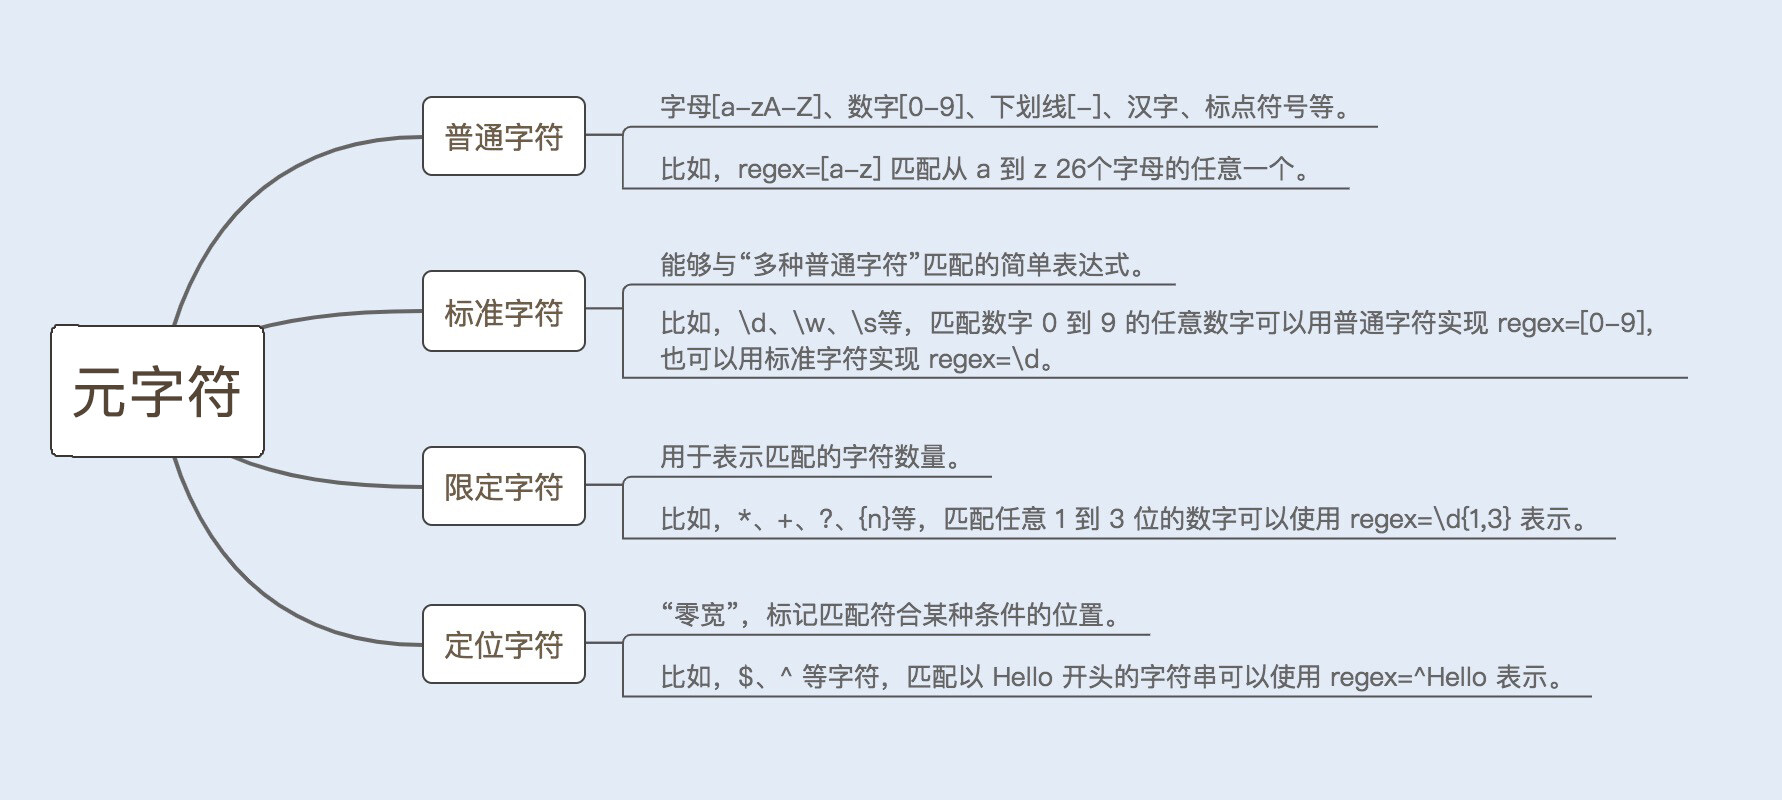 元字符
普通字符
字母[a-zA-Z]、数字[0-9]、下划线[-]、汉字、标点符号等。
比如，regex=[a-z] 匹配从 a 到 z 26个字母的任意一个。
标准字符
能够与“多种普通字符”匹配的简单表达式。
比如，\d、\w、\s等，匹配数字 0 到 9 的任意数字可以用普通字符实现 regex=[0-9],
也可以用标准字符实现 regex=\d。
限定字符
用于表示匹配的字符数量。
比如，*、+、?、{n}等，匹配任意 1 到 3 位的数字可以使用 regex=\d{1,3} 表示。
定位字符
“零宽”，标记匹配符合某种条件的位置。
比如，$、^ 等字符，匹配以 Hello 开头的字符串可以使用 regex=^Hello 表示。